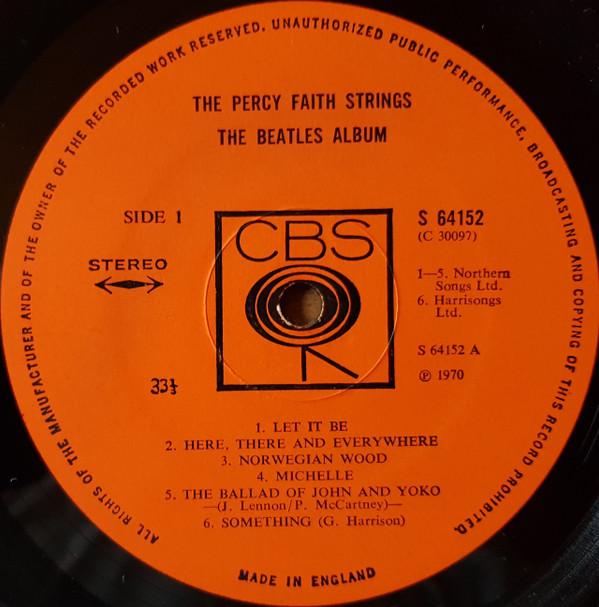 ALL RIGHTS OF THE MANUFACTURER AND OF THE OWNER OF THE RECORDED WORK RESERVED. UNAUTHORIZED PUBLIC PERFORMANCE, BROADCASTING AND COPYING OF THIS RECORD PROHIBITED.
THE PERCY FAITH STRINGS
THE BEATLES ALBUM
SIDE 1
STEREO
33⅓
CBS
S 64152
(C 30097)
1—5. Northern
Songs Ltd.
6. Harrisongs
Ltd.
S 64152 A
℗ 1970
1. LET IT BE
2. HERE, THERE AND EVERYWHERE
3. NORWEGIAN WOOD
4. MICHELLE
5. THE BALLAD OF JOHN AND YOKO
—(J. Lennon/P. McCartney)—
6. SOMETHING (G. Harrison)
MADE IN ENGLAND